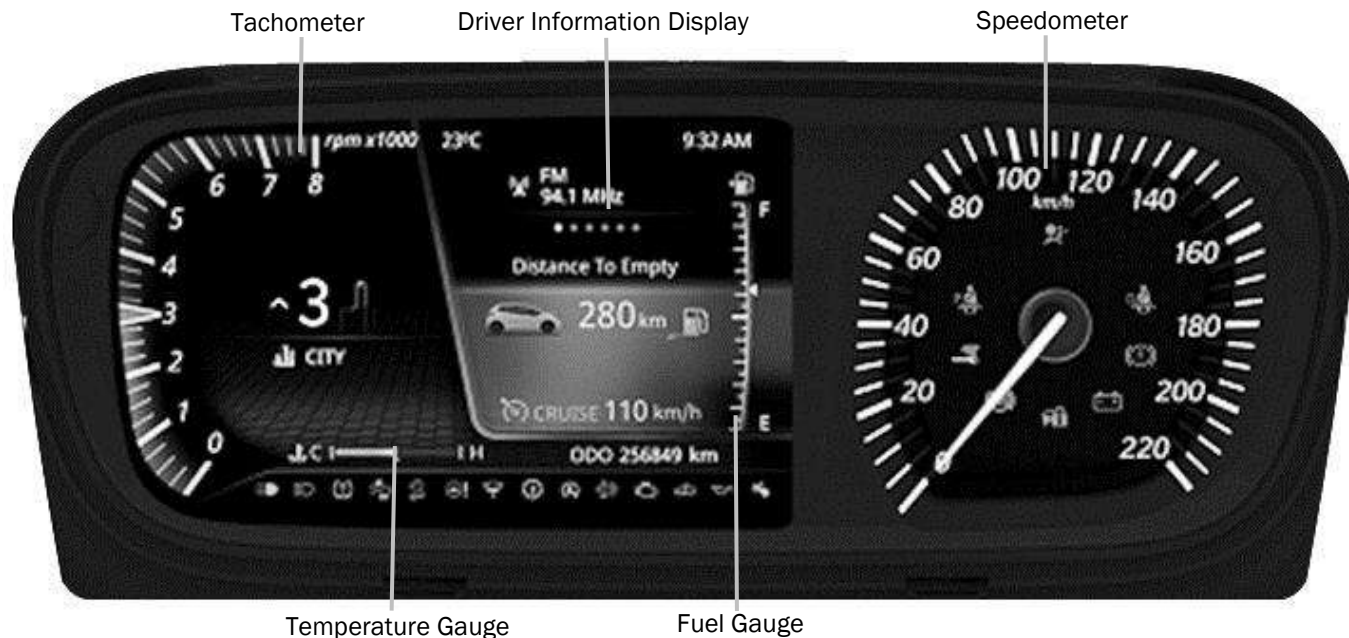 Tachometer
Driver Information Display
Speedometer
rpm x1000
23°C
9:32 AM
FM
94.1 MHz
F
Distance To Empty
280 km
CRUISE 110 km/h
E
ODO 256849 km
0
1
2
3
4
5
6
7
8
^3
CITY
C
H
0
20
40
60
80
100
120
140
160
180
200
220
km/h
Temperature Gauge
Fuel Gauge